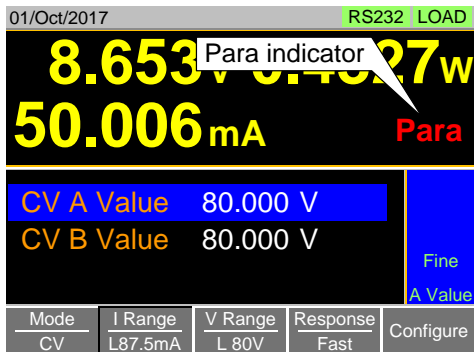 01/Oct/2017 RS232 LOAD
Para indicator
8.653 27W
50.006 mA Para
CV A Value 80.000 V
CV B Value 80.000 V
Fine
A Value
Mode I Range V Range Response Configure
CV L87.5mA L 80V Fast